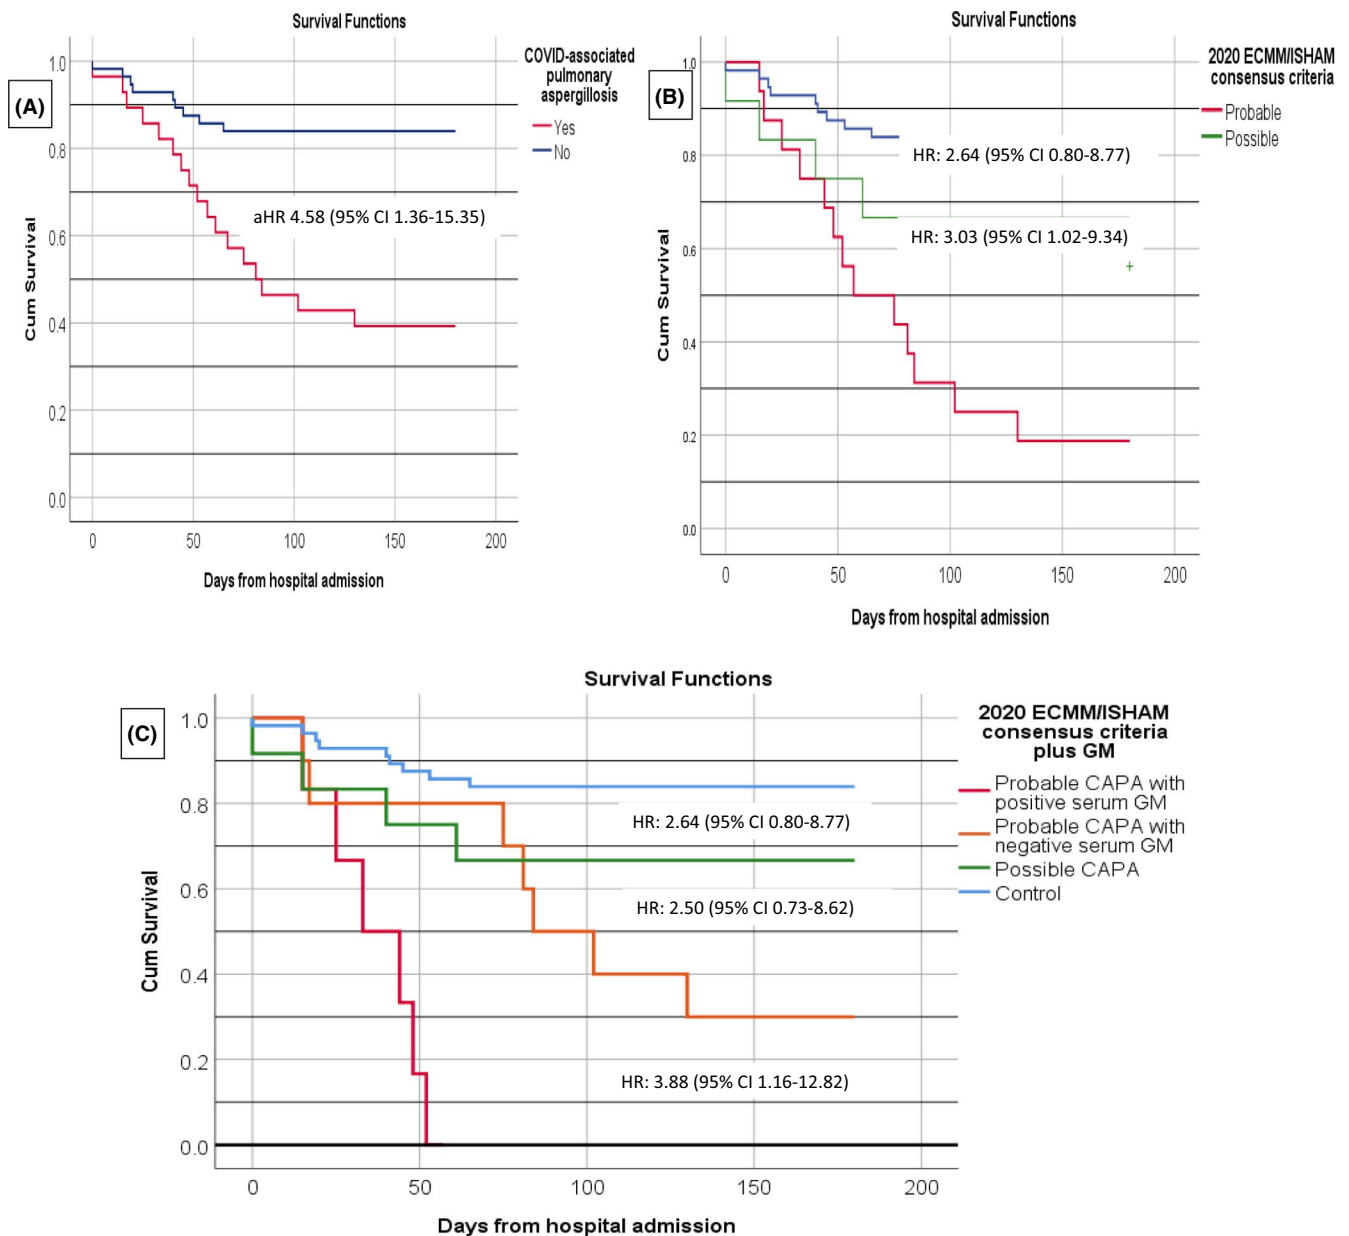 Survival Functions
(A)
COVID-associated
pulmonary
aspergillosis
Yes
No
1.0
0.8
0.6
0.4
0.2
0.0
Cum Survival
aHR 4.58 (95% CI 1.36-15.35)
0 50 100 150 200
Days from hospital admission
Survival Functions
(B)
2020 ECMM/ISHAM
consensus criteria
Probable
Possible
1.0
0.8
0.6
0.4
0.2
0.0
Cum Survival
HR: 2.64 (95% CI 0.80-8.77)
HR: 3.03 (95% CI 1.02-9.34)
0 50 100 150 200
Days from hospital admission
Survival Functions
(C)
2020 ECMM/ISHAM
consensus criteria
plus GM
Probable CAPA with
positive serum GM
Probable CAPA with
negative serum GM
Possible CAPA
Control
1.0
0.8
0.6
0.4
0.2
0.0
Cum Survival
HR: 2.64 (95% CI 0.80-8.77)
HR: 2.50 (95% CI 0.73-8.62)
HR: 3.88 (95% CI 1.16-12.82)
0 50 100 150 200
Days from hospital admission